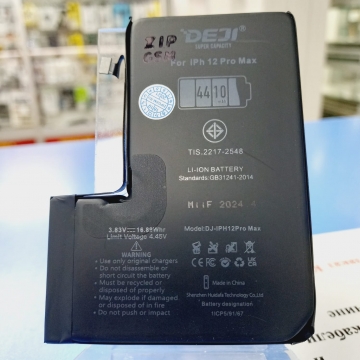 DEJI
SUPER CAPACITY
ZIP
GSM
For IPh 12 Pro Max
4410
TIS.2217-2548
LI-ION BATTERY
Standards:GB31241-2014
MIIF 2024.4
3.83V⎓16.89Whr
Limit Voltage 4.45V
Model:DJ-IPH12Pro Max
WARNING
Use only original chargers
Do not disassemble or
short circuit the battery
Must be recycled or
disposed of properly
May explode if damaged,
or disposed of in fire
Do not push or impact
Made in China
Battery designation